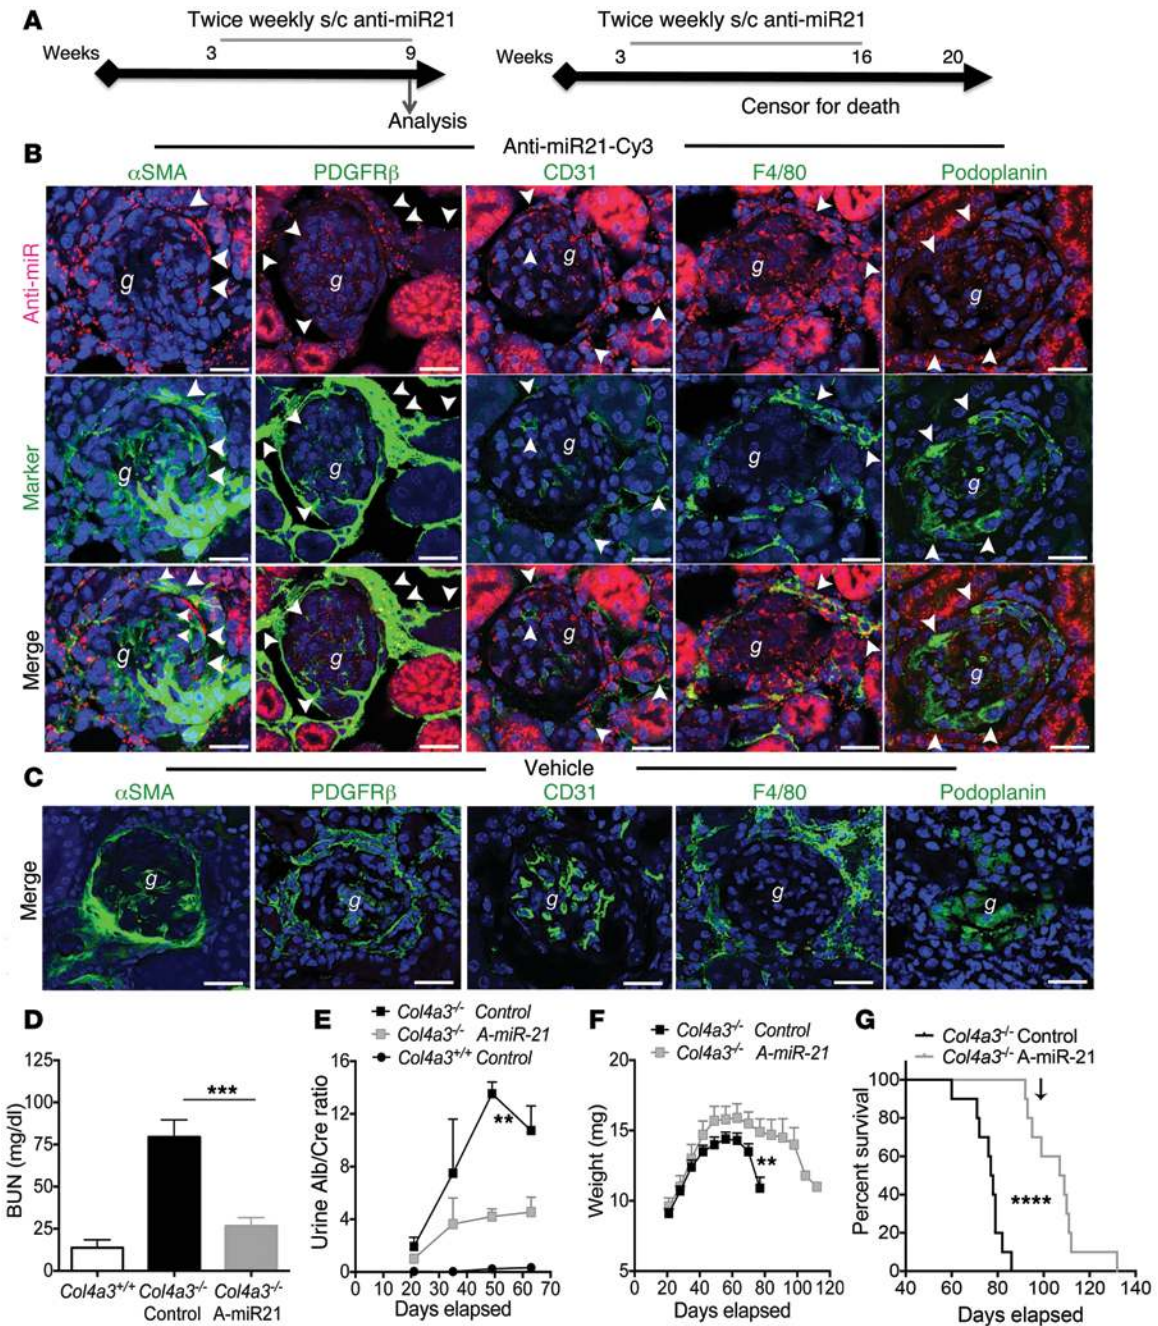 A
Twice weekly s/c anti-miR21
Weeks 3 9
Analysis
Twice weekly s/c anti-miR21
Weeks 3 16 20
Censor for death
B
Anti-miR21-Cy3
αSMA PDGFRβ CD31 F4/80 Podoplanin
Anti-miR
g g g g g
Marker
g g g g g
Merge
g g g g g
C
Vehicle
αSMA PDGFRβ CD31 F4/80 Podoplanin
Merge
g g g g g
D
BUN (mg/dl)
125
100
75
50
25
0
***
Col4a3+/+ Col4a3-/- Control Col4a3-/- A-miR21
E
Col4a3-/- Control
Col4a3-/- A-miR-21
Col4a3+/+ Control
Urine Alb/Cre ratio
16
12
8
4
0
**
0 10 20 30 40 50 60 70
Days elapsed
F
Col4a3-/- Control
Col4a3-/- A-miR-21
Weight (mg)
20
15
10
5
**
0 20 40 60 80 100 120
Days elapsed
G
Col4a3-/- Control
Col4a3-/- A-miR-21
Percent survival
100
80
60
40
20
0
****
40 60 80 100 120 140
Days elapsed